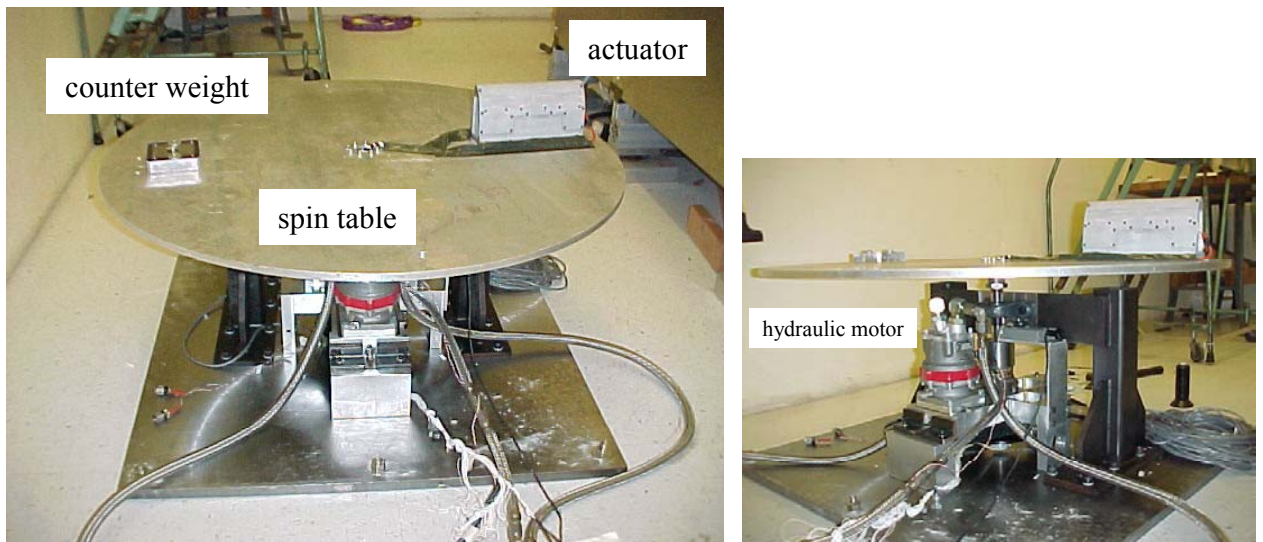 actuator
counter weight
spin table
hydraulic motor